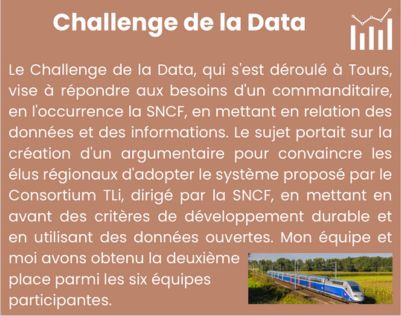 Challenge de la Data
Le Challenge de la Data, qui s'est déroulé à Tours,
vise à répondre aux besoins d'un commanditaire,
en l'occurrence la SNCF, en mettant en relation des
données et des informations. Le sujet portait sur la
création d'un argumentaire pour convaincre les
élus régionaux d'adopter le système proposé par le
Consortium TLi, dirigé par la SNCF, en mettant en
avant des critères de développement durable et
en utilisant des données ouvertes. Mon équipe et
moi avons obtenu la deuxième
place parmi les six équipes
participantes.